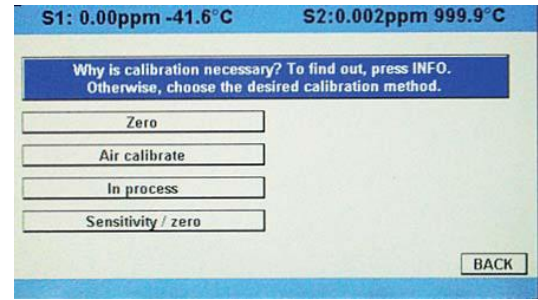 S1: 0.00ppm -41.6°C S2:0.002ppm 999.9°C
Why is calibration necessary? To find out, press INFO.
Otherwise, choose the desired calibration method.
Zero
Air calibrate
In process
Sensitivity / zero
BACK